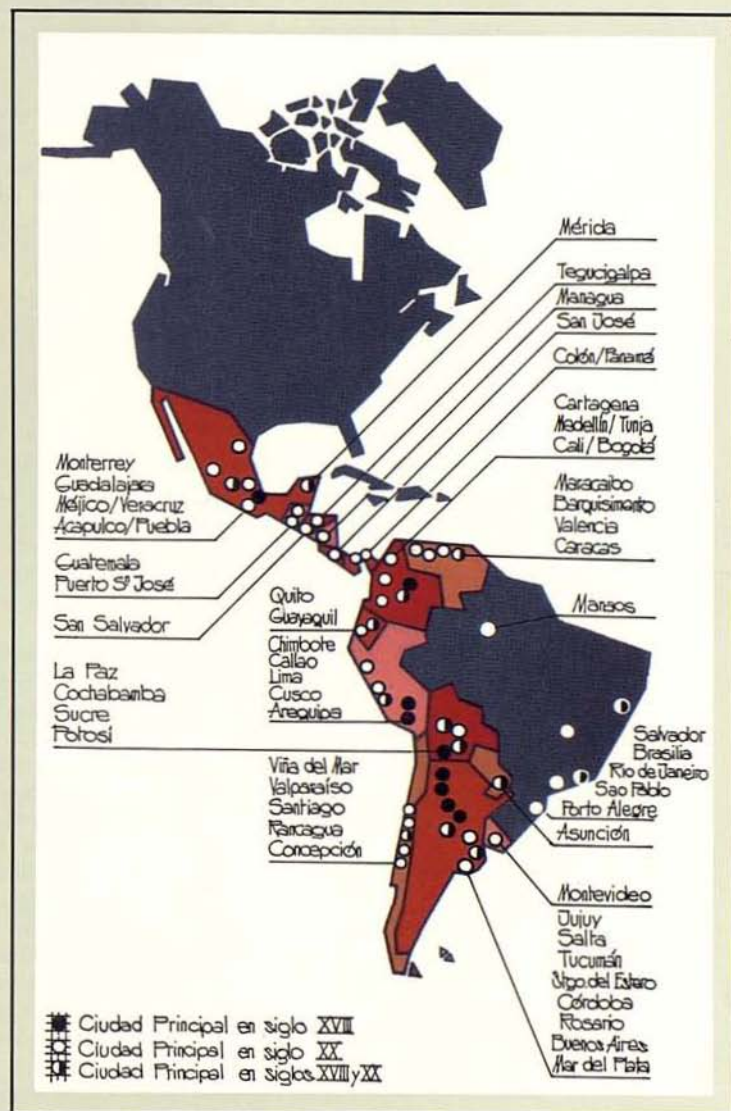 Mérida
Tegucigalpa
Managua
San José
Colón/Panamá
Cartagena
Medellín/Tunja
Cali/Bogotá
Maracaibo
Barquisimento
Valencia
Caracas
Monterrey
Guadalajara
Méjico/Veracruz
Acapulco/Puebla
Guatemala
Puerto Sº José
San Salvador
Quito
Guayaquil
Chimbote
Callao
Lima
Cusco
Arequipa
Manaos
La Paz
Cochabamba
Sucre
Potosí
Salvador
Brasilia
Rio de Janeiro
Sao Pablo
Porto Alegre
Asunción
Viña del Mar
Valparaíso
Santiago
Rancagua
Concepción
Montevideo
Jujuy
Salta
Tucumán
Stgo. del Estero
Córdoba
Rosario
Buenos Aires
Mar del Plata
Ciudad Principal en siglo XVIII
Ciudad Principal en siglo XX
Ciudad Principal en siglos XVIII y XX